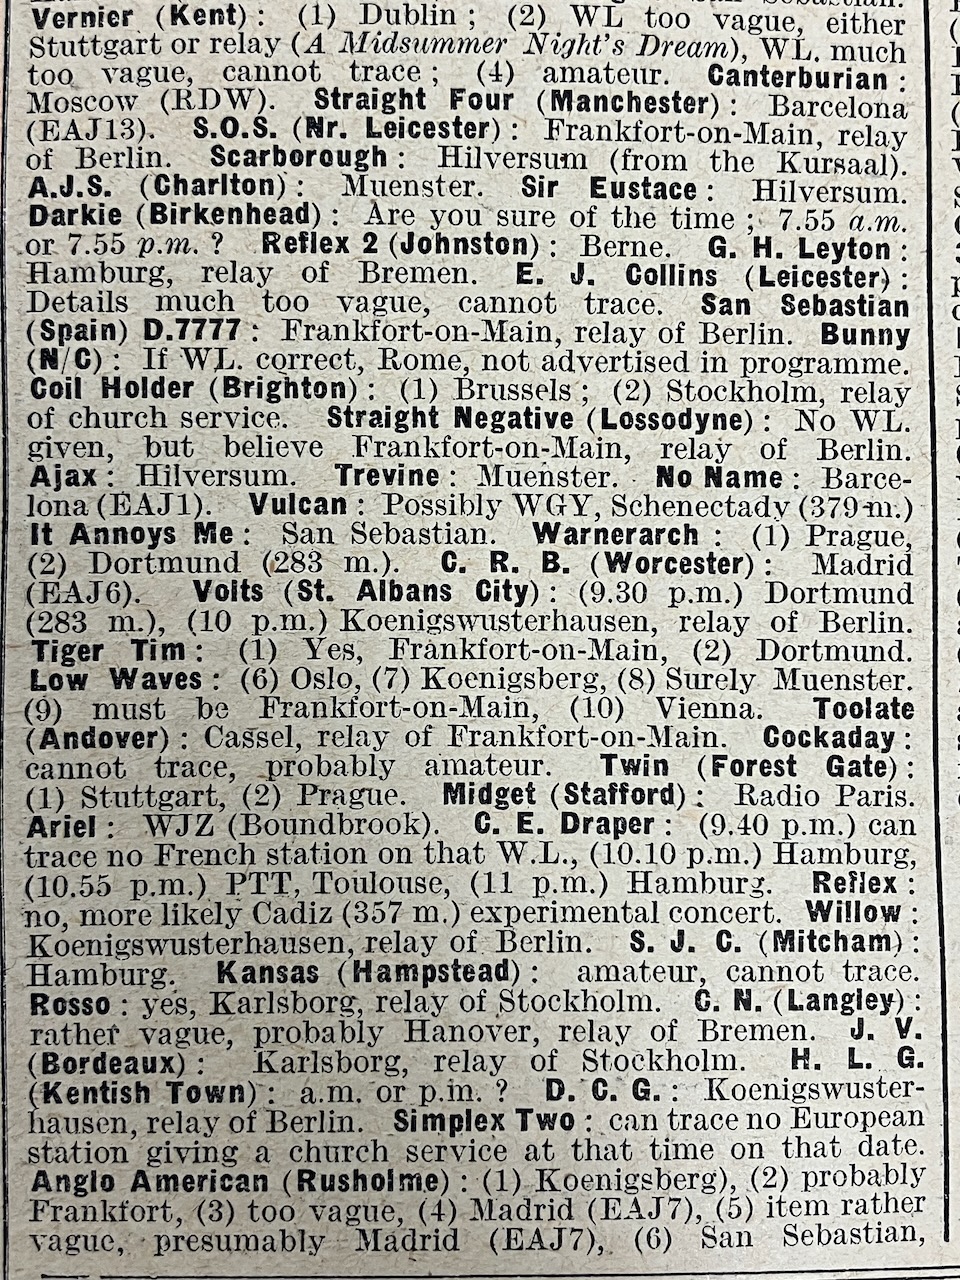 Vernier (Kent): (1) Dublin; (2) WL too vague, either
Stuttgart or relay (A Midsummer Night's Dream), WL. much
too vague, cannot trace; (4) amateur. Canterburian:
Moscow (RDW). Straight Four (Manchester): Barcelona
(EAJ13). S.O.S. (Nr. Leicester): Frankfort-on-Main, relay
of Berlin. Scarborough: Hilversum (from the Kursaal).
A.J.S. (Charlton): Muenster. Sir Eustace: Hilversum.
Darkie (Birkenhead): Are you sure of the time; 7.55 a.m.
or 7.55 p.m.? Reflex 2 (Johnston): Berne. G. H. Leyton:
Hamburg, relay of Bremen. E. J. Collins (Leicester):
Details much too vague, cannot trace. San Sebastian
(Spain) D.7777: Frankfort-on-Main, relay of Berlin. Bunny
(N/C): If WL. correct, Rome, not advertised in programme.
Coil Holder (Brighton): (1) Brussels; (2) Stockholm, relay
of church service. Straight Negative (Lossodyne): No WL.
given, but believe Frankfort-on-Main, relay of Berlin.
Ajax: Hilversum. Trevine: Muenster. No Name: Barce-
lona (EAJ1). Vulcan: Possibly WGY, Schenectady (379 m.)
It Annoys Me: San Sebastian. Warnerarch: (1) Prague,
(2) Dortmund (283 m.). C. R. B. (Worcester): Madrid
(EAJ6). Volts (St. Albans City): (9.30 p.m.) Dortmund
(283 m.), (10 p.m.) Koenigswusterhausen, relay of Berlin.
Tiger Tim: (1) Yes, Frankfort-on-Main, (2) Dortmund.
Low Waves: (6) Oslo, (7) Koenigsberg, (8) Surely Muenster.
(9) must be Frankfort-on-Main, (10) Vienna. Toolate
(Andover): Cassel, relay of Frankfort-on-Main. Cockaday:
cannot trace, probably amateur. Twin (Forest Gate):
(1) Stuttgart, (2) Prague. Midget (Stafford): Radio Paris.
Ariel: WJZ (Boundbrook). C. E. Draper: (9.40 p.m.) can
trace no French station on that W.L., (10.10 p.m.) Hamburg,
(10.55 p.m.) PTT, Toulouse, (11 p.m.) Hamburg. Reflex:
no, more likely Cadiz (357 m.) experimental concert. Willow:
Koenigswusterhausen, relay of Berlin. S. J. C. (Mitcham):
Hamburg. Kansas (Hampstead): amateur, cannot trace.
Rosso: yes, Karlsborg, relay of Stockholm. C. N. (Langley):
rather vague, probably Hanover, relay of Bremen. J. V.
(Bordeaux): Karlsborg, relay of Stockholm. H. L. G.
(Kentish Town): a.m. or p.m.? D. C. G.: Koenigswuster-
hausen, relay of Berlin. Simplex Two: can trace no European
station giving a church service at that time on that date.
Anglo American (Rusholme): (1) Koenigsberg), (2) probably
Frankfort, (3) too vague, (4) Madrid (EAJ7), (5) item rather
vague, presumably Madrid (EAJ7), (6) San Sebastian,